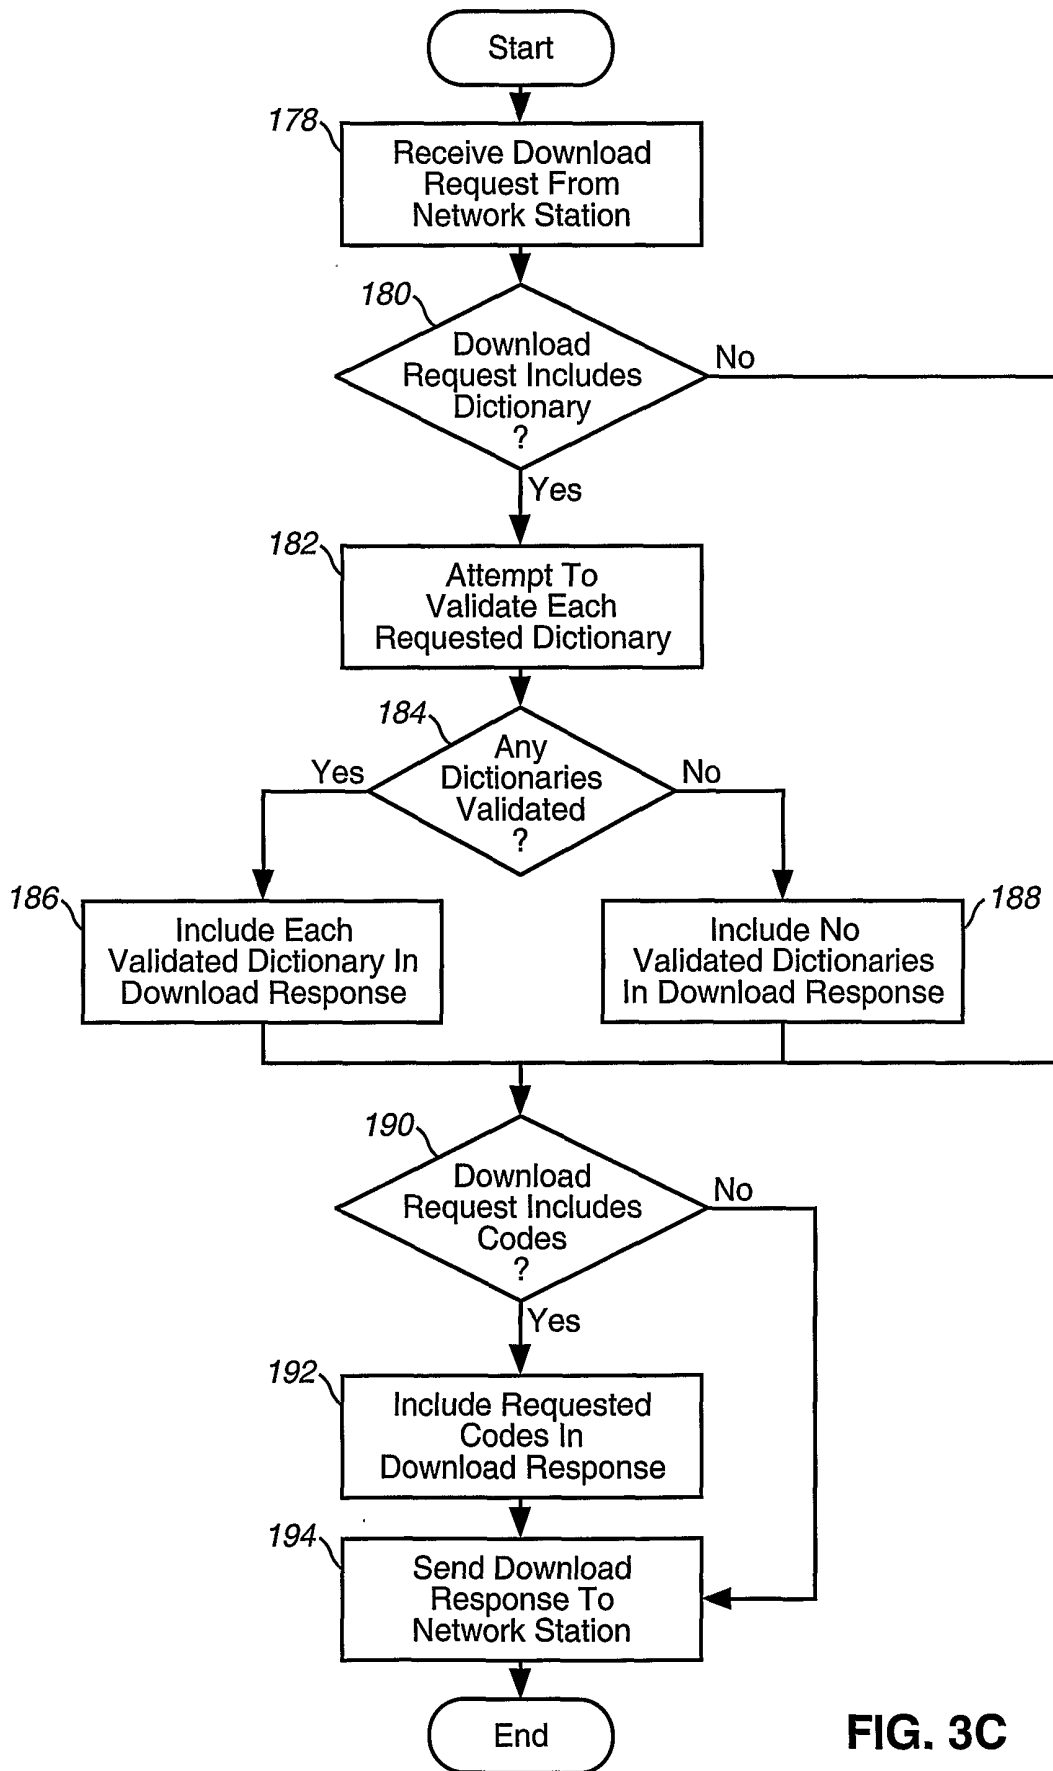 Start
178
Receive Download
Request From
Network Station
180
Download
Request Includes
Dictionary
?
No
Yes
182
Attempt To
Validate Each
Requested Dictionary
184
Any
Dictionaries
Validated
?
Yes
No
186
Include Each
Validated Dictionary In
Download Response
188
Include No
Validated Dictionaries
In Download Response
190
Download
Request Includes
Codes
?
No
Yes
192
Include Requested
Codes In
Download Response
194
Send Download
Response To
Network Station
End
FIG. 3C